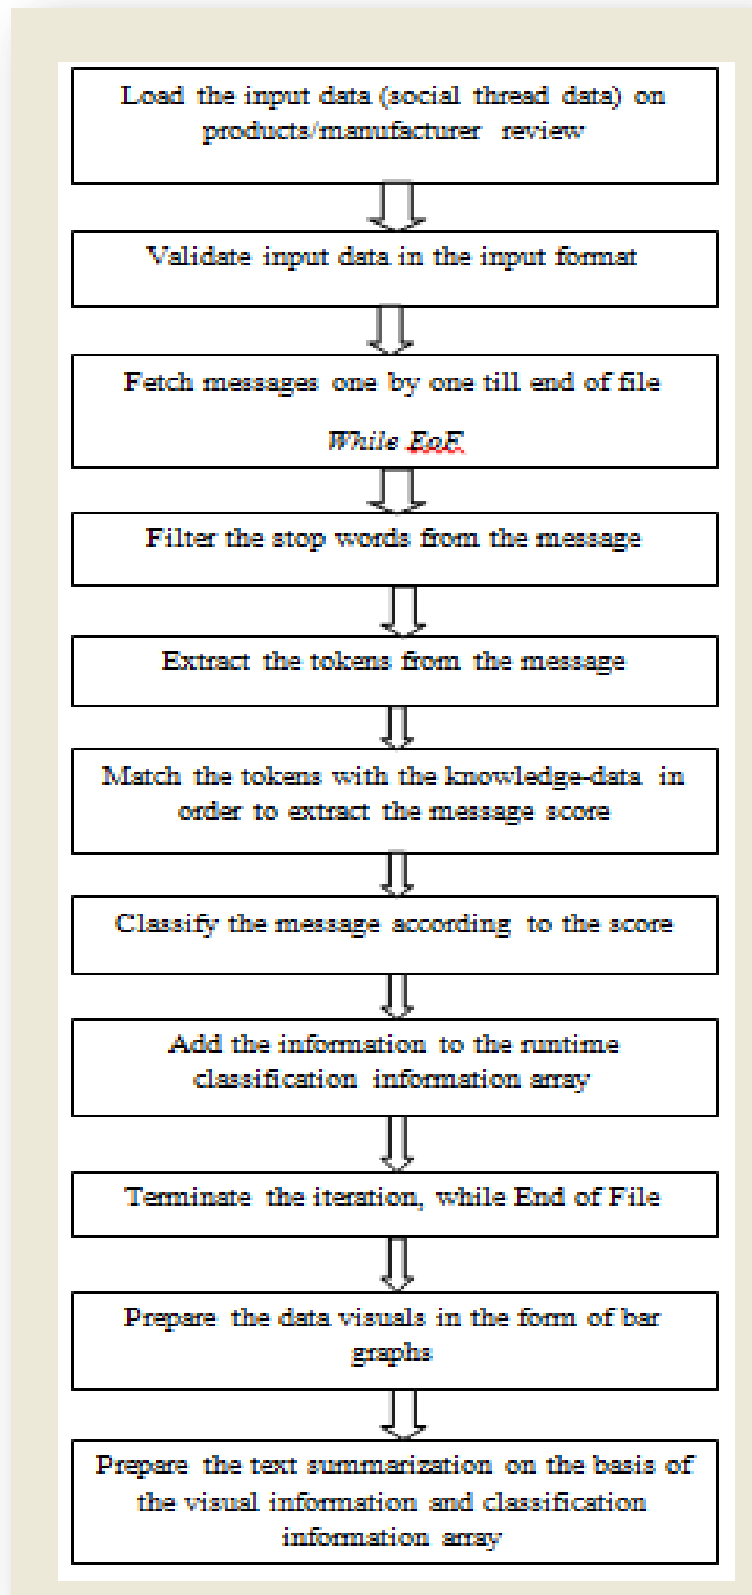 Load the input data (social thread data) on
products/manufacturer review
Validate input data in the input format
Fetch messages one by one till end of file
While EoF
Filter the stop words from the message
Extract the tokens from the message
Match the tokens with the knowledge-data in
order to extract the message score
Classify the message according to the score
Add the information to the runtime
classification information array
Terminate the iteration, while End of File
Prepare the data visuals in the form of bar
graphs
Prepare the text summarization on the basis of
the visual information and classification
information array